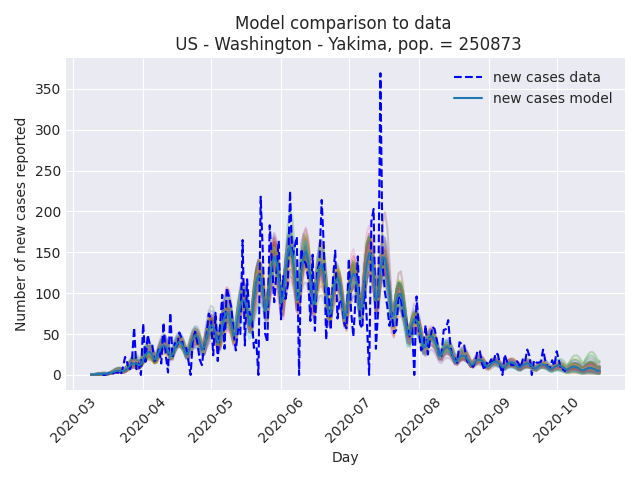 Model comparison to data
US - Washington - Yakima, pop. = 250873
new cases data
new cases model
Number of new cases reported
350
300
250
200
150
100
50
0
2020-03
2020-04
2020-05
2020-06
2020-07
2020-08
2020-09
2020-10
Day